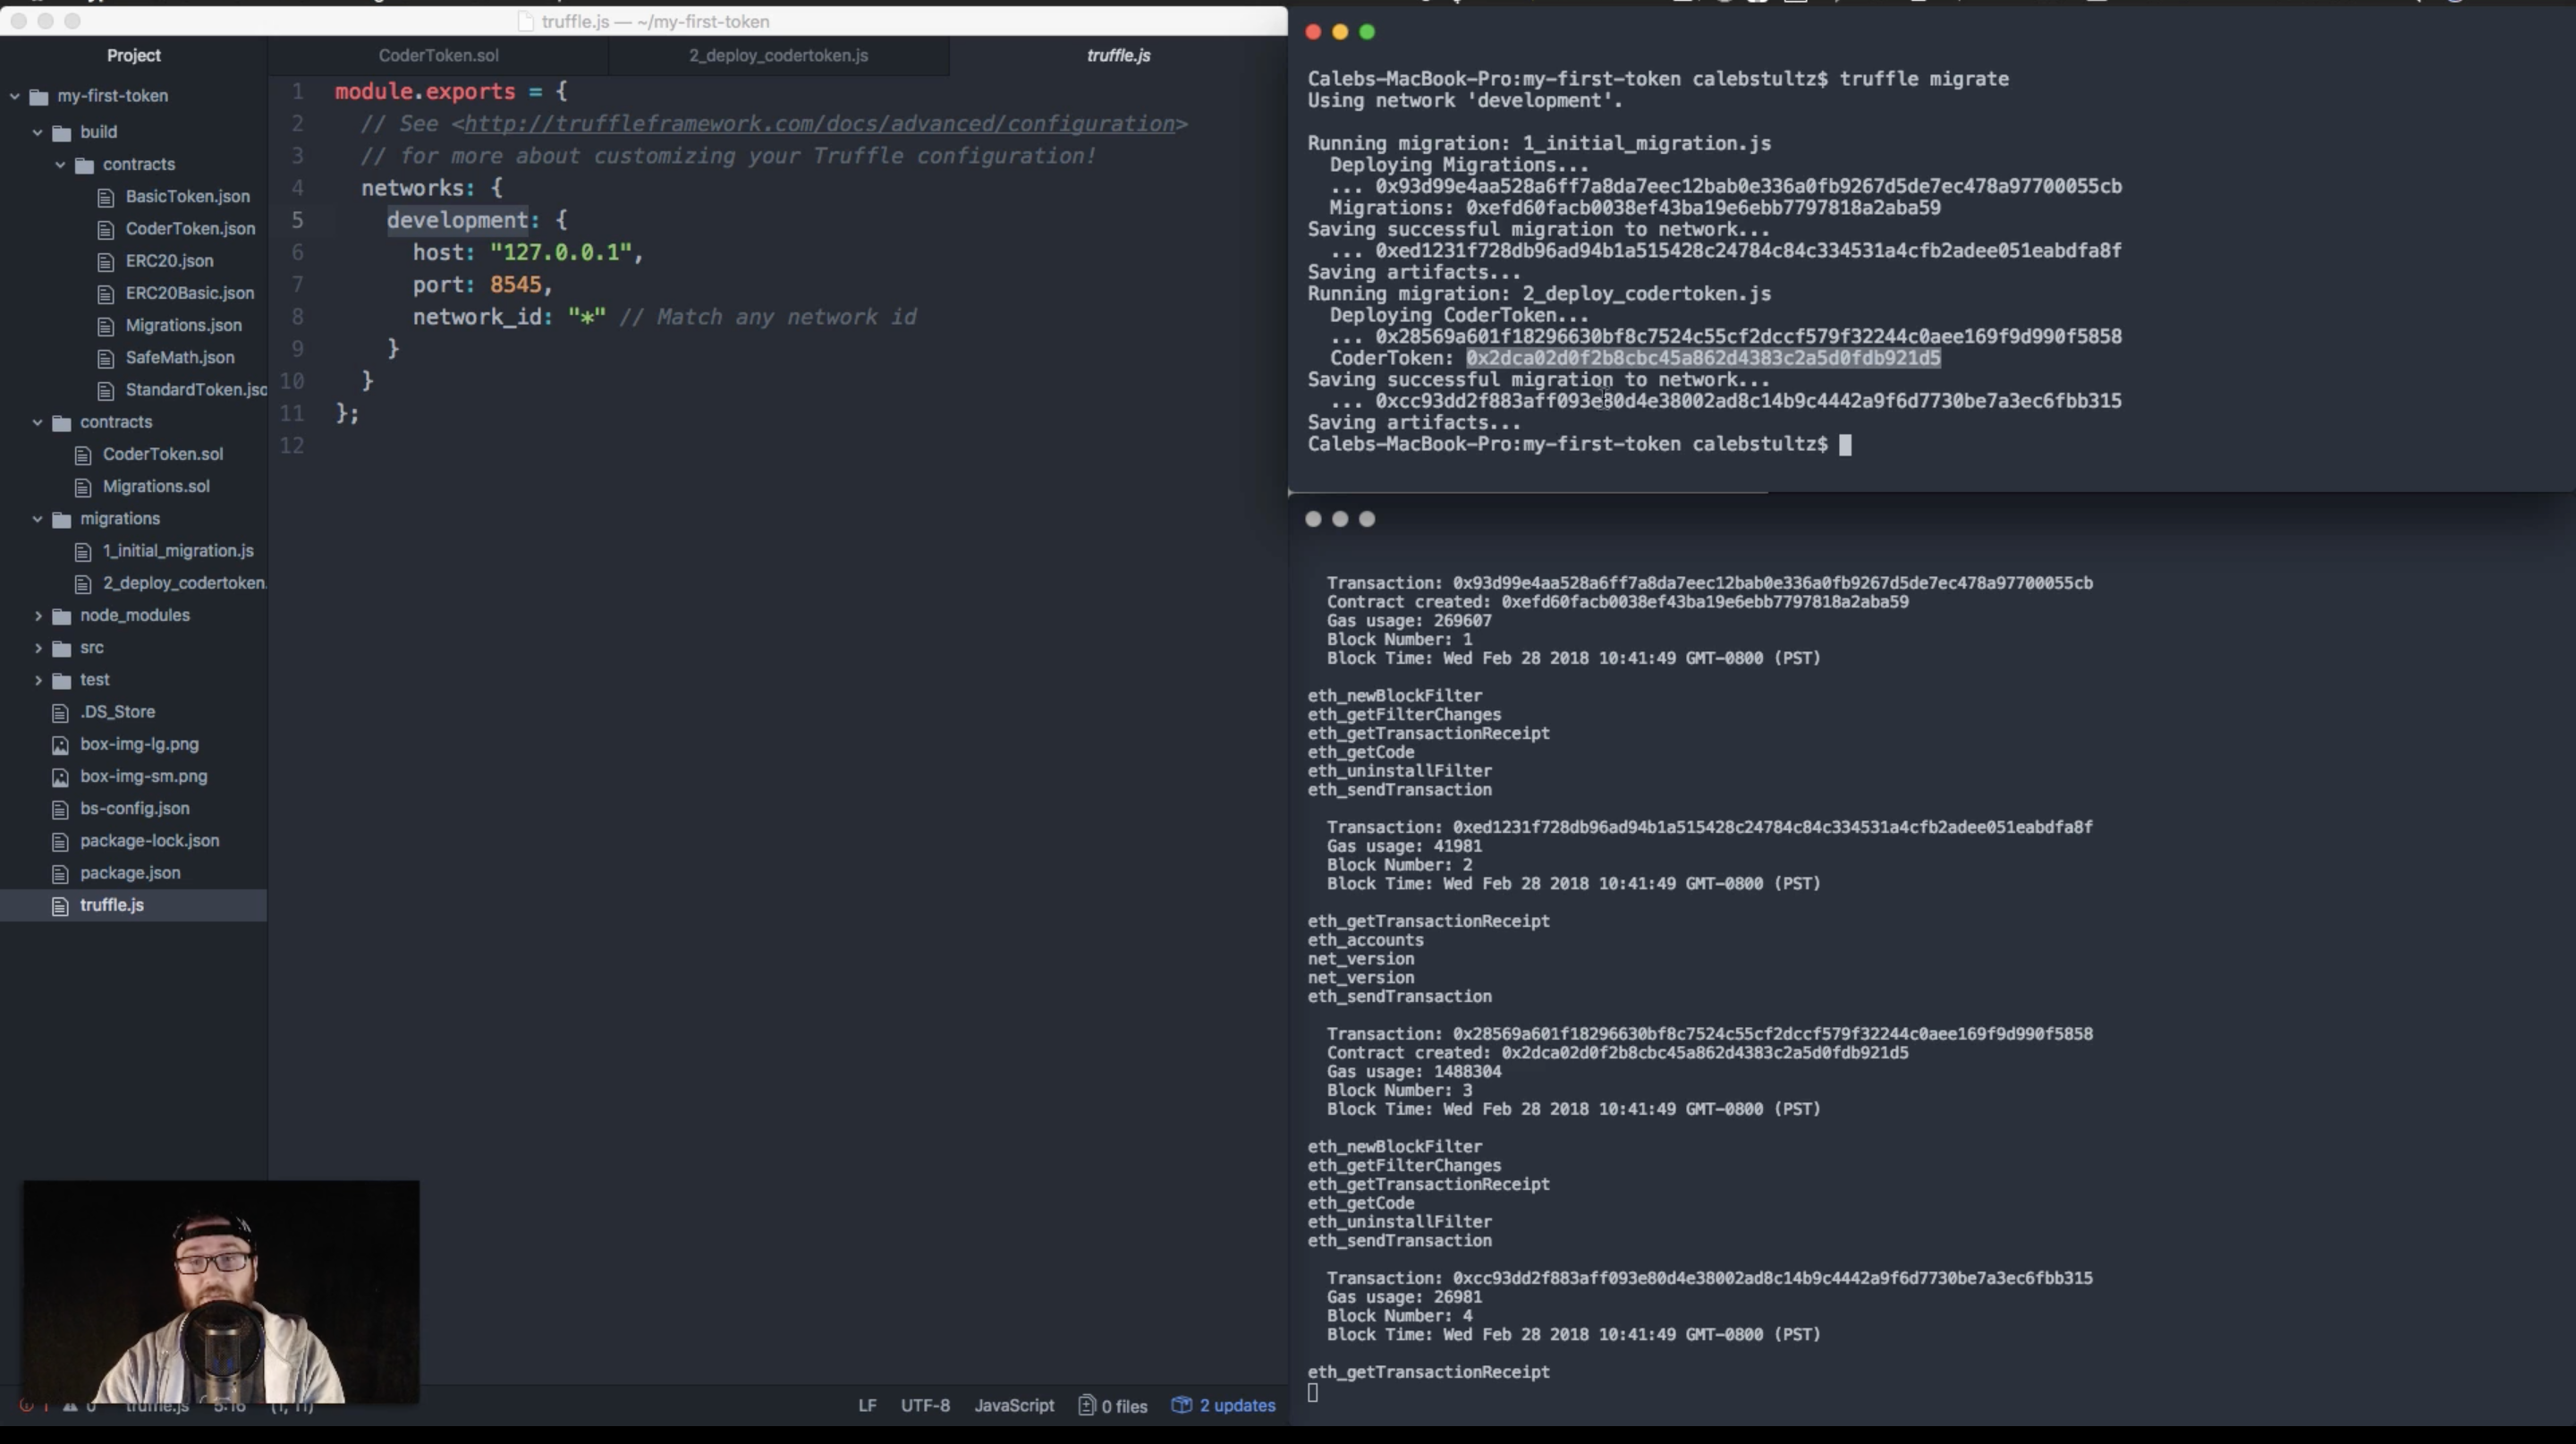 truffle.js — ~/my-first-token
Project
my-first-token
build
contracts
BasicToken.json
CoderToken.json
ERC20.json
ERC20Basic.json
Migrations.json
SafeMath.json
StandardToken.jso
contracts
CoderToken.sol
Migrations.sol
migrations
1_initial_migration.js
2_deploy_codertoken.
node_modules
src
test
.DS_Store
box-img-lg.png
box-img-sm.png
bs-config.json
package-lock.json
package.json
truffle.js
CoderToken.sol 2_deploy_codertoken.js truffle.js
1 module.exports = {
2 // See <http://truffleframework.com/docs/advanced/configuration>
3 // for more about customizing your Truffle configuration!
4 networks: {
5 development: {
6 host: "127.0.0.1",
7 port: 8545,
8 network_id: "*" // Match any network id
9 }
10 }
11 };
12
truffle.js 5:16 (1, 11)
LF UTF-8 JavaScript 0 files 2 updates
Calebs-MacBook-Pro:my-first-token calebstultz$ truffle migrate
Using network 'development'.
Running migration: 1_initial_migration.js
Deploying Migrations...
... 0x93d99e4aa528a6ff7a8da7eec12bab0e336a0fb9267d5de7ec478a97700055cb
Migrations: 0xefd60facb0038ef43ba19e6ebb7797818a2aba59
Saving successful migration to network...
... 0xed1231f728db96ad94b1a515428c24784c84c334531a4cfb2adee051eabdfa8f
Saving artifacts...
Running migration: 2_deploy_codertoken.js
Deploying CoderToken...
... 0x28569a601f18296630bf8c7524c55cf2dccf579f32244c0aee169f9d990f5858
CoderToken: 0x2dca02d0f2b8cbc45a862d4383c2a5d0fdb921d5
Saving successful migration to network...
... 0xcc93dd2f883aff093e80d4e38002ad8c14b9c4442a9f6d7730be7a3ec6fbb315
Saving artifacts...
Calebs-MacBook-Pro:my-first-token calebstultz$
Transaction: 0x93d99e4aa528a6ff7a8da7eec12bab0e336a0fb9267d5de7ec478a97700055cb
Contract created: 0xefd60facb0038ef43ba19e6ebb7797818a2aba59
Gas usage: 269607
Block Number: 1
Block Time: Wed Feb 28 2018 10:41:49 GMT-0800 (PST)
eth_newBlockFilter
eth_getFilterChanges
eth_getTransactionReceipt
eth_getCode
eth_uninstallFilter
eth_sendTransaction
Transaction: 0xed1231f728db96ad94b1a515428c24784c84c334531a4cfb2adee051eabdfa8f
Gas usage: 41981
Block Number: 2
Block Time: Wed Feb 28 2018 10:41:49 GMT-0800 (PST)
eth_getTransactionReceipt
eth_accounts
net_version
net_version
eth_sendTransaction
Transaction: 0x28569a601f18296630bf8c7524c55cf2dccf579f32244c0aee169f9d990f5858
Contract created: 0x2dca02d0f2b8cbc45a862d4383c2a5d0fdb921d5
Gas usage: 1488304
Block Number: 3
Block Time: Wed Feb 28 2018 10:41:49 GMT-0800 (PST)
eth_newBlockFilter
eth_getFilterChanges
eth_getTransactionReceipt
eth_getCode
eth_uninstallFilter
eth_sendTransaction
Transaction: 0xcc93dd2f883aff093e80d4e38002ad8c14b9c4442a9f6d7730be7a3ec6fbb315
Gas usage: 26981
Block Number: 4
Block Time: Wed Feb 28 2018 10:41:49 GMT-0800 (PST)
eth_getTransactionReceipt